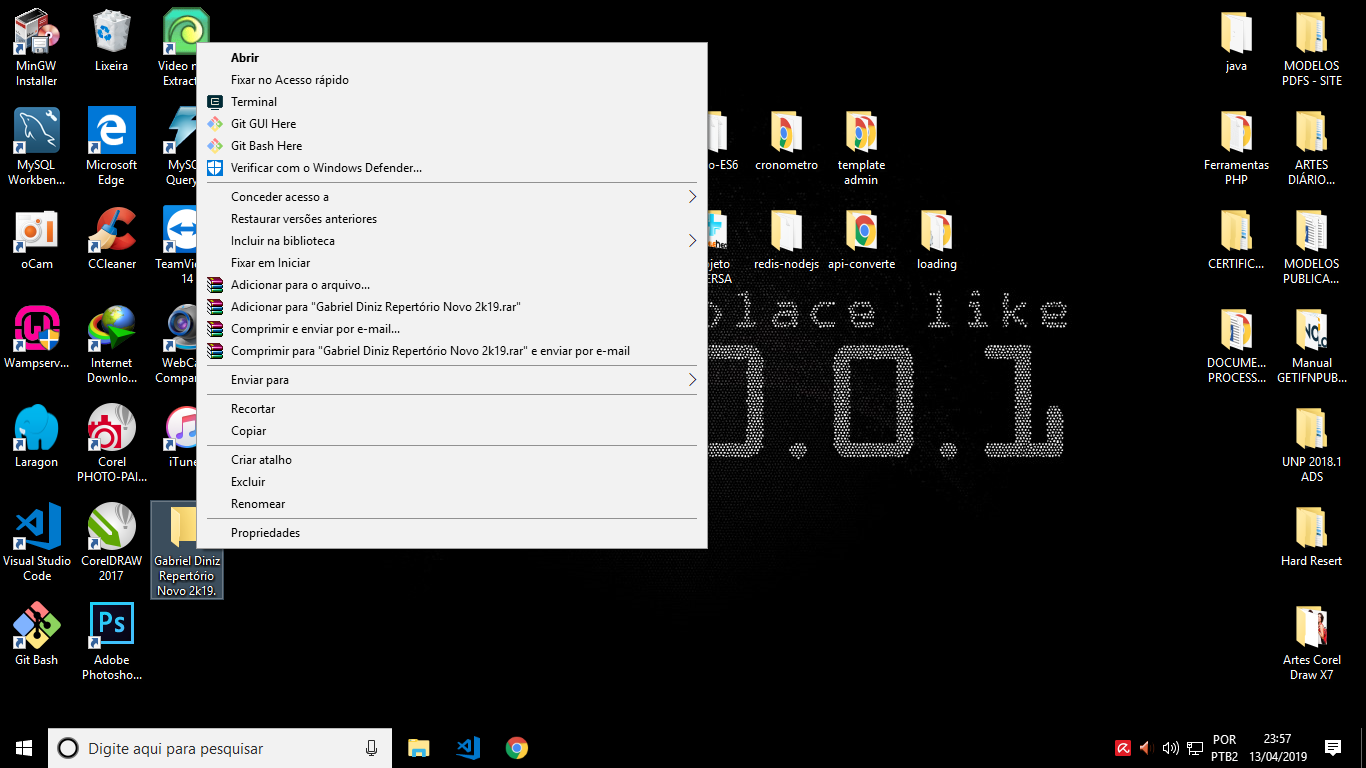 MinGW
Installer
Lixeira
Video
Extrac
MySQL
Workben...
Microsoft
Edge
MyS
Query
oCam
CCleaner
TeamVi
14
Wampserv...
Internet
Downlo...
WebCa
Compan
Laragon
Corel
PHOTO-PAI...
iTune
Visual Studio
Code
CorelDRAW
2017
Gabriel Diniz
Repertório
Novo 2k19.
Git Bash
Ps
Adobe
Photosho...
Abrir
Fixar no Acesso rápido
Terminal
Git GUI Here
Git Bash Here
Verificar com o Windows Defender...
Conceder acesso a
Restaurar versões anteriores
Incluir na biblioteca
Fixar em Iniciar
Adicionar para o arquivo...
Adicionar para "Gabriel Diniz Repertório Novo 2k19.rar"
Comprimir e enviar por e-mail...
Comprimir para "Gabriel Diniz Repertório Novo 2k19.rar" e enviar por e-mail
Enviar para
Recortar
Copiar
Criar atalho
Excluir
Renomear
Propriedades
o-ES6
cronometro
template
admin
ojeto
ERSA
redis-nodejs
api-converte
loading
place like
0.0.1
java
MODELOS
PDFS - SITE
Ferramentas
PHP
ARTES
DIÁRIO...
CERTIFIC...
MODELOS
PUBLICA...
DOCUME...
PROCESS...
Manual
GETIFNPUB...
UNP 2018.1
ADS
Hard Resert
Artes Corel
Draw X7
Digite aqui para pesquisar
POR
PTB2
23:57
13/04/2019